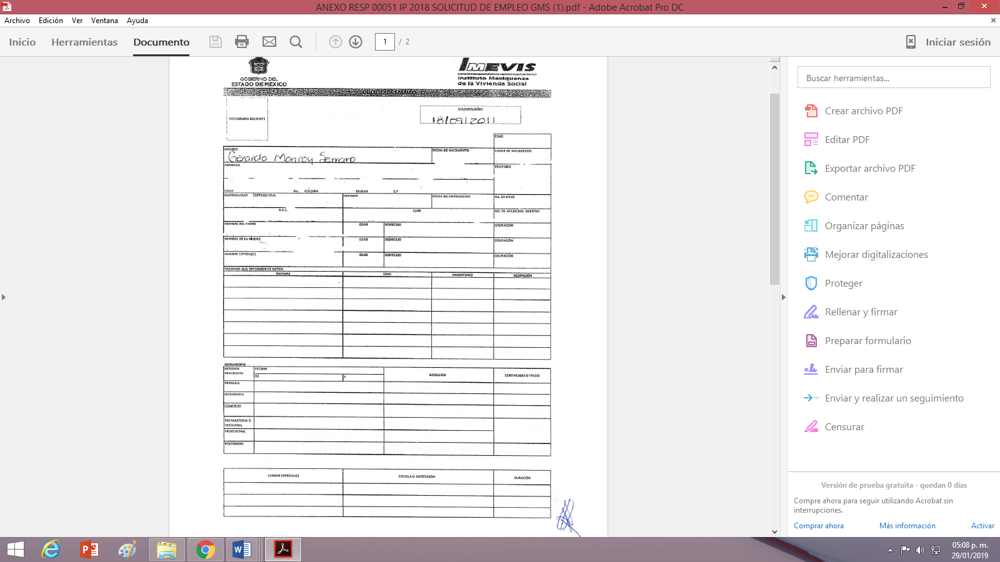 ANEXO RESP 00051 IP 2018 SOLICITUD DE EMPLEO GMS (1).pdf - Adobe Acrobat Pro DC
Archivo Edición Ver Ventana Ayuda
Inicio Herramientas Documento 1 / 2 Iniciar sesión
GOBIERNO DEL
ESTADO DE MÉXICO
IMEVIS
Instituto Mexiquense
de la Vivienda Social
SOLICITUD DE EMPLEO
FOTOGRAFIA RECIENTE
DIA/MES/AÑO
18/09/2011
EDAD
NOMBRE FECHA DE NACIMIENTO LUGAR DE NACIMIENTO
Gerardo Monroy Serrano
DOMICILO TELEFONO
CALLE No. COLONIA CIUDAD C.P
NACIONALIDAD ESTADO CIVIL REGIMEN FECHA DE MATRIMONIO No. DE HIJOS
R.F.C. CURP NO. DE AFILIACION ISSEMYM
NOMBRE DEL PADRE EDAD DOMICILIO OCUPACIÓN
NOMBRE DE LA MADRE EDAD DOMICILIO OCUPACIÓN
NOMBRE ESPOSA(O) EDAD DOMICILIO OCUPACIÓN
PERSONAS QUE DEPENDEN DE USTED:
NOMBRE EDAD PARENTESCO OCUPACIÓN
ESCOLARIDAD
ESTUDIOS REALIZADOS FECHAS DIRECCIÓN CERTIFICADO O TITULO
DE A
PRIMARIA
SECUNDARIA
COMERCIO
PREPARATORIA O
VOCAIONAL
PROFESIONAL
POSTGRADO
CURSOS ESPECIALES ESCUELA O INSTITUCIÓN DURACIÓN
Buscar herramientas...
Crear archivo PDF
Editar PDF
Exportar archivo PDF
Comentar
Organizar páginas
Mejorar digitalizaciones
Proteger
Rellenar y firmar
Preparar formulario
Enviar para firmar
Enviar y realizar un seguimiento
Censurar
Versión de prueba gratuita - quedan 0 días
Compre ahora para seguir utilizando Acrobat sin
interrupciones.
Comprar ahora Más información Activar
05:08 p. m.
29/01/2019